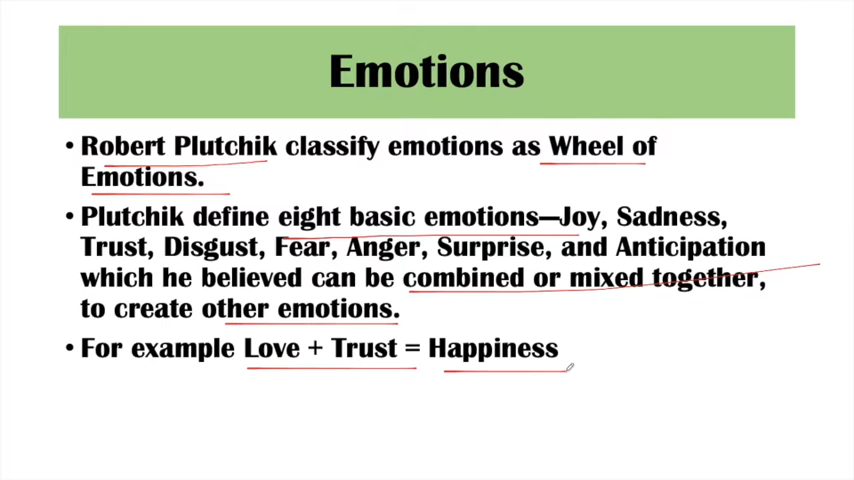 Emotions
• Robert Plutchik classify emotions as Wheel of
Emotions.
• Plutchik define eight basic emotions—Joy, Sadness,
Trust, Disgust, Fear, Anger, Surprise, and Anticipation
which he believed can be combined or mixed together,
to create other emotions.
• For example Love + Trust = Happiness